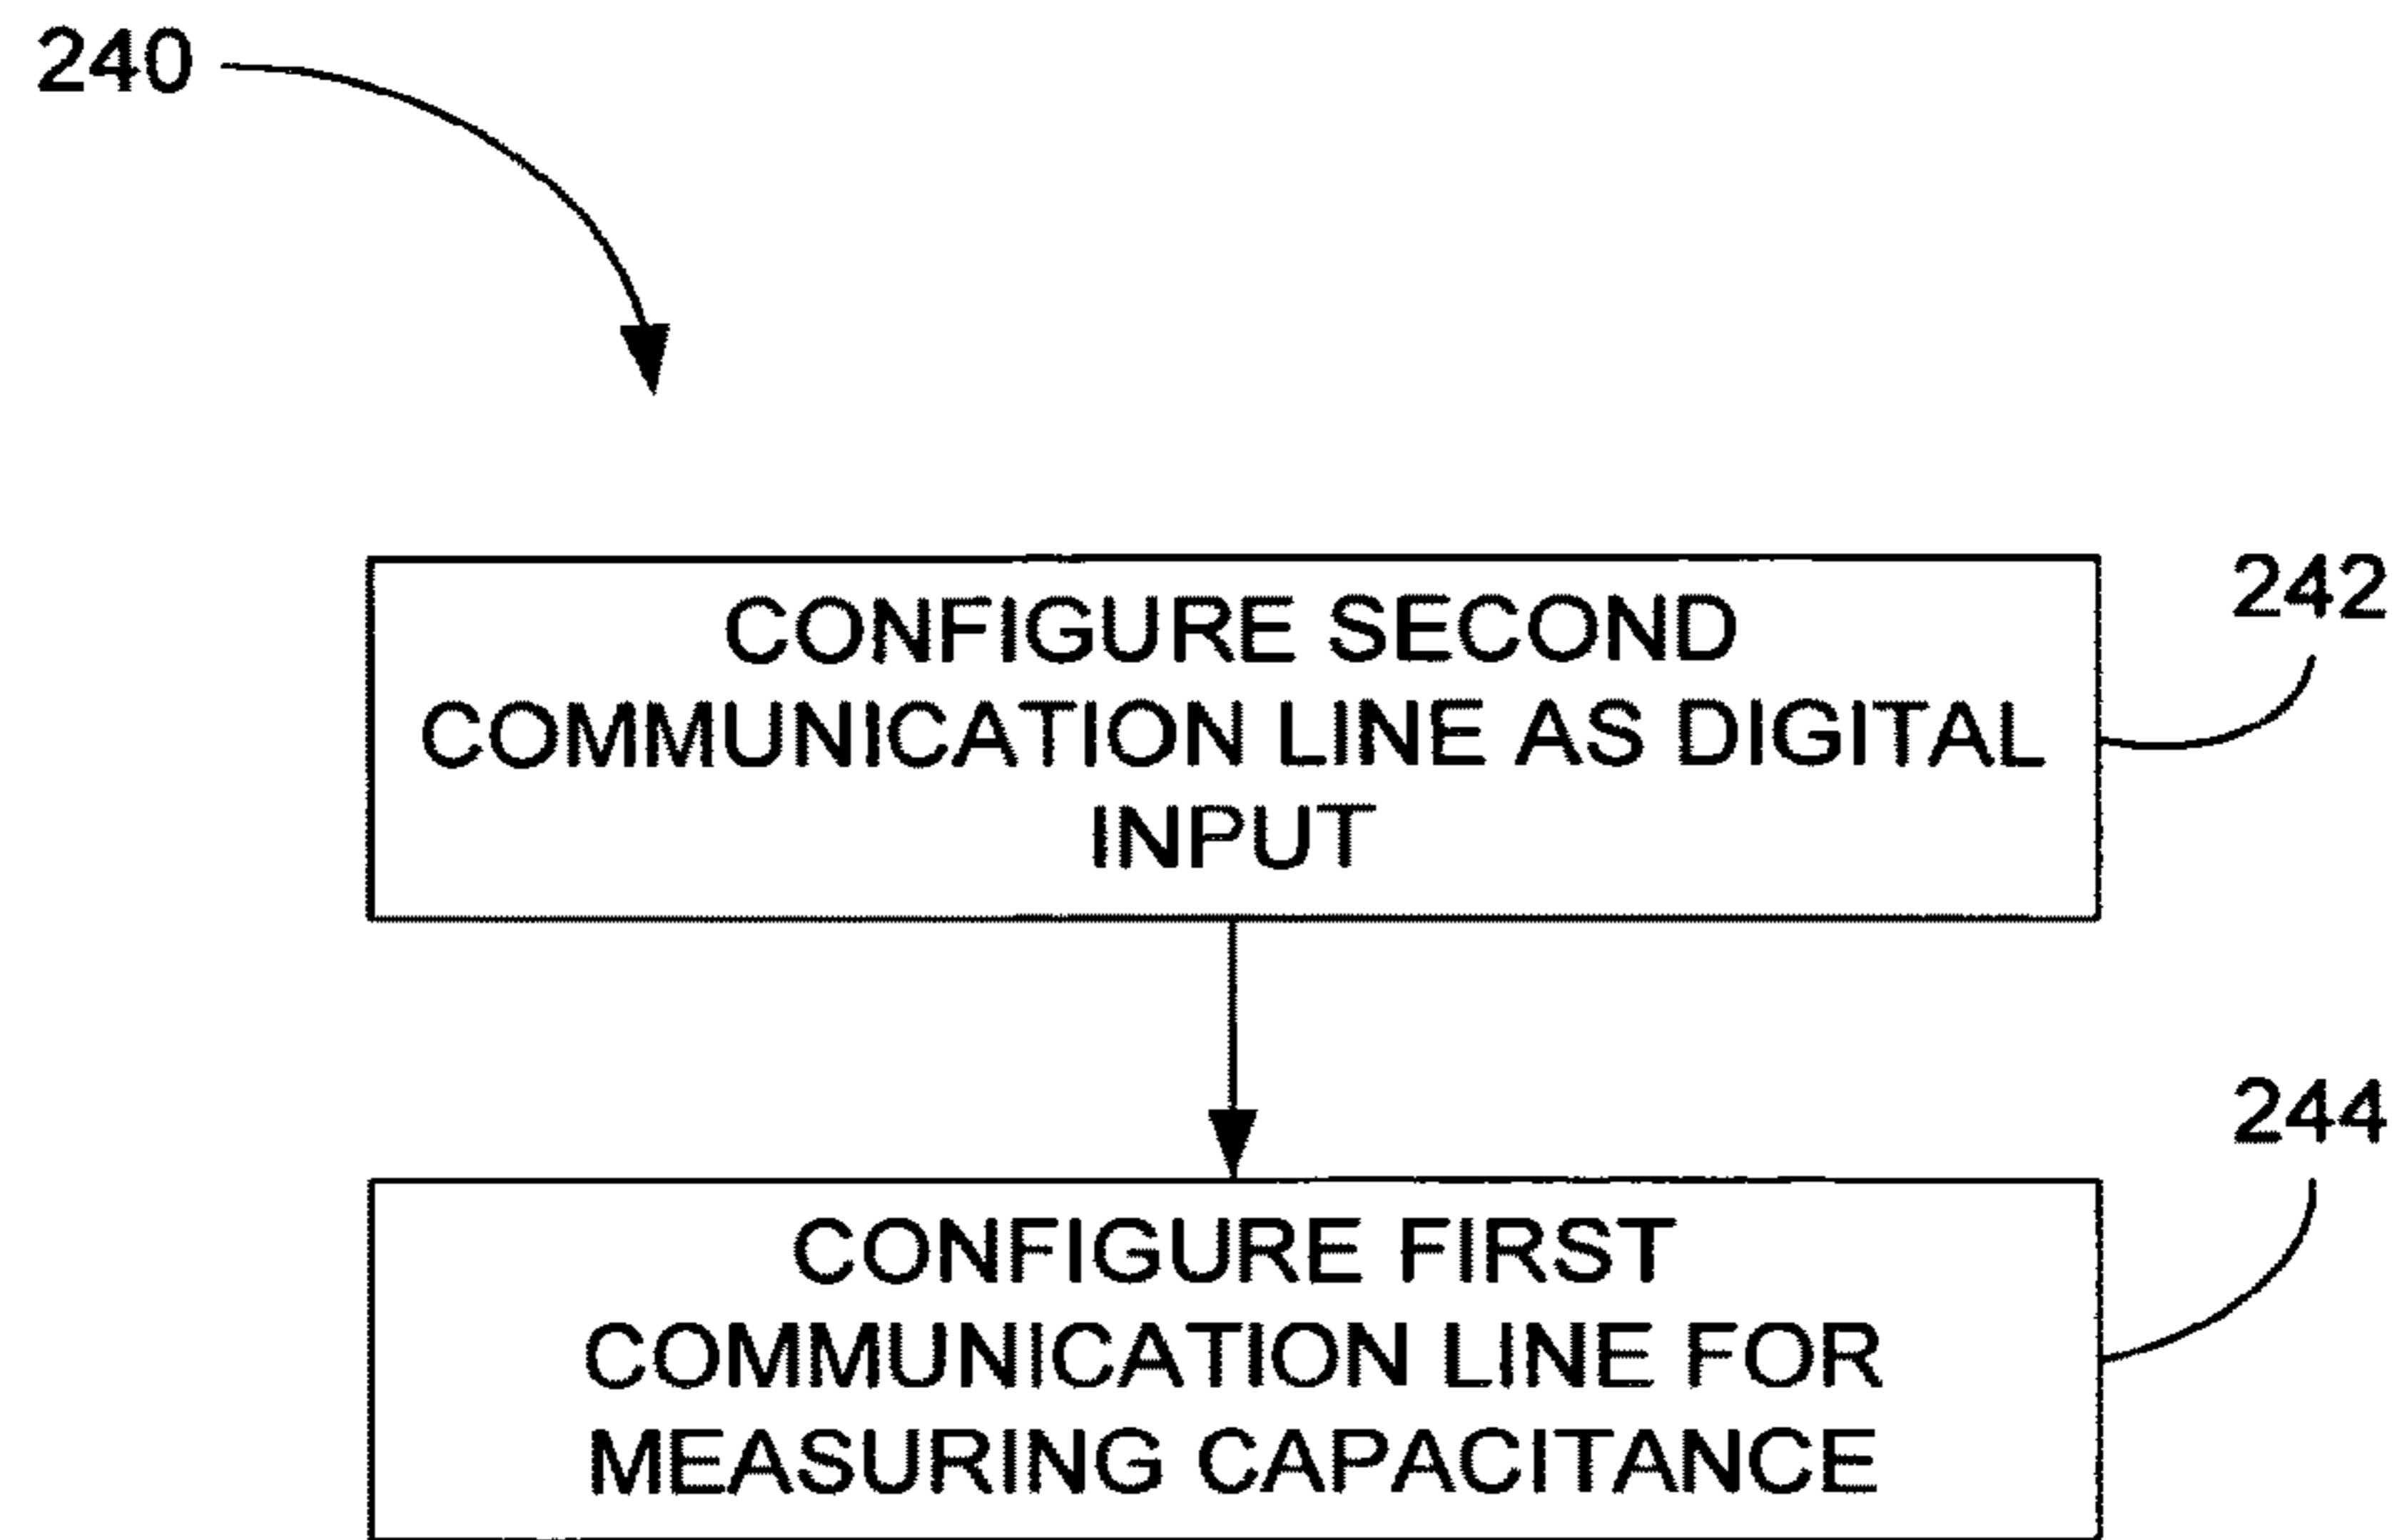 240
CONFIGURE SECOND
COMMUNICATION LINE AS DIGITAL
INPUT
242
CONFIGURE FIRST
COMMUNICATION LINE FOR
MEASURING CAPACITANCE
244